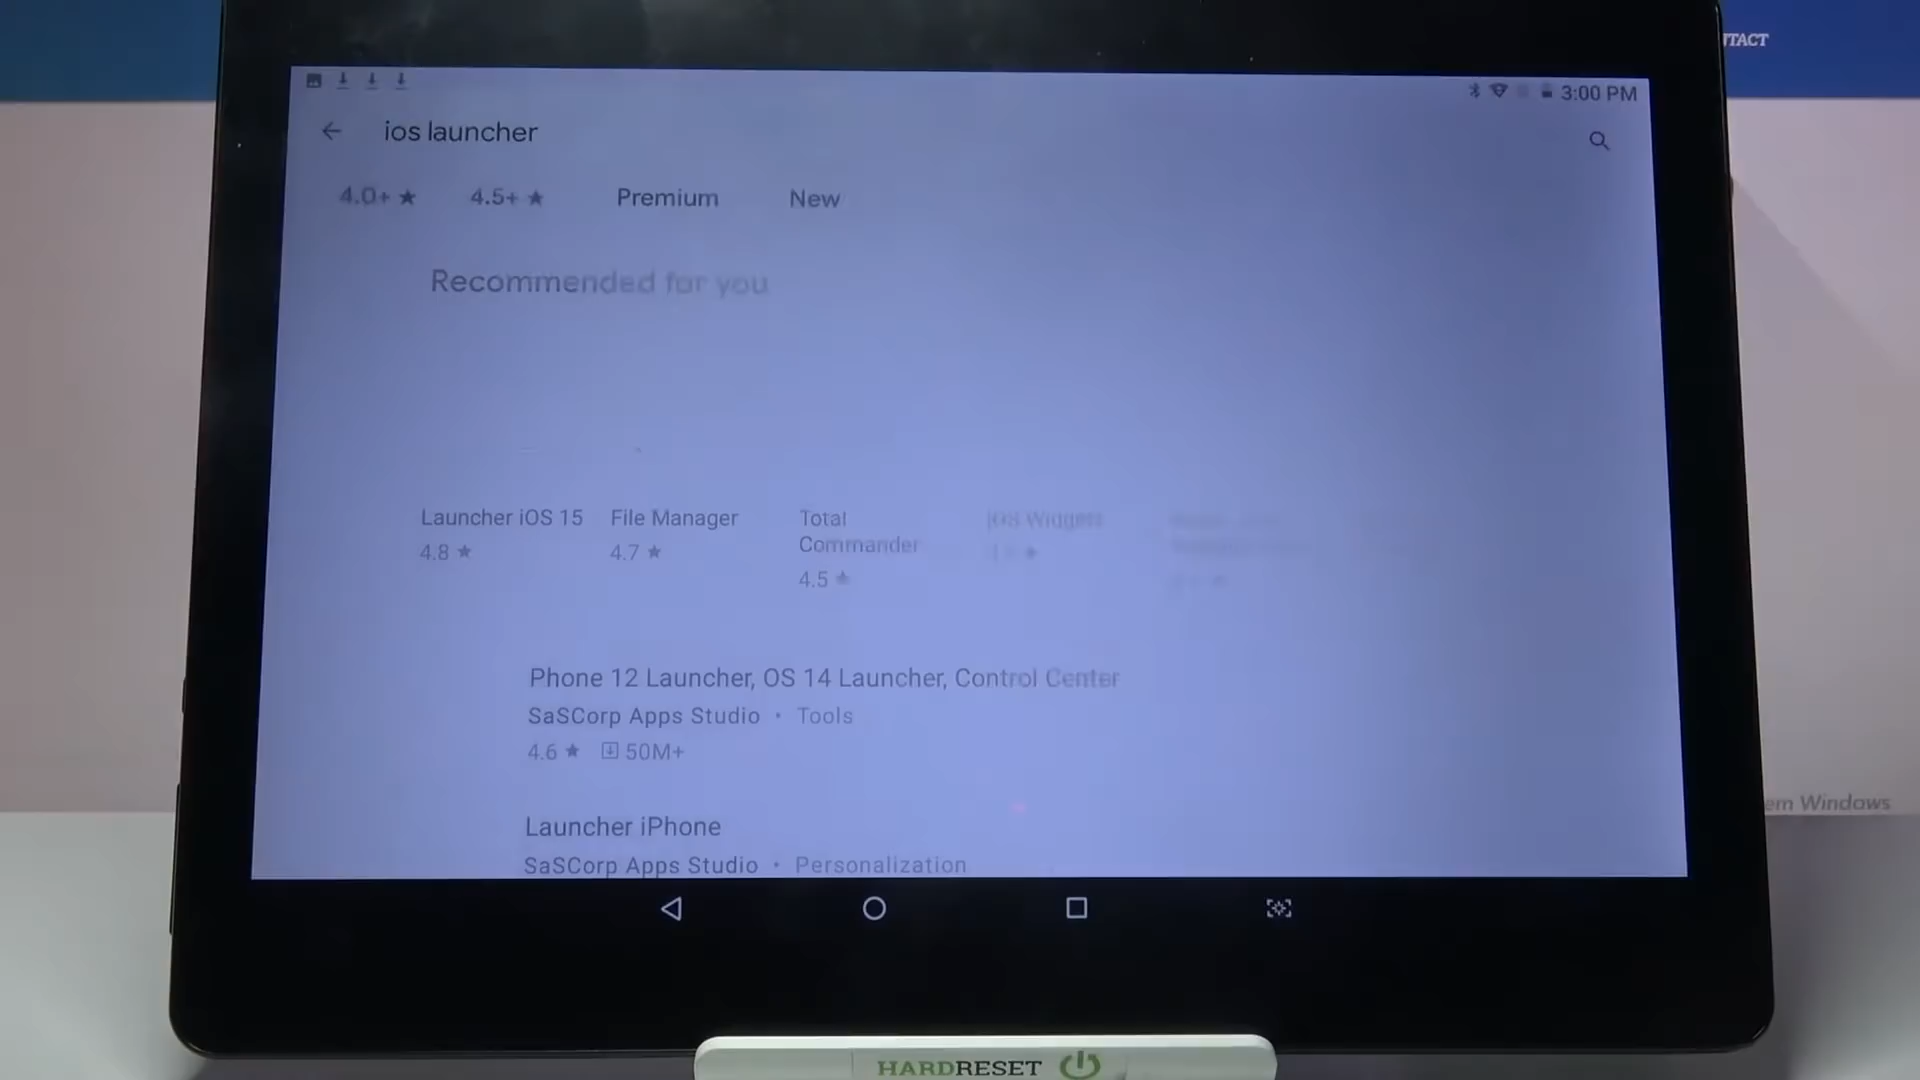 NTACT
3:00 PM
ios launcher
4.0+ ★ 4.5+ ★ Premium New
Recommended for you
Launcher iOS 15 File Manager Total Commander iOS Widgets
4.8 ★ 4.7 ★ 4.5 ★
Phone 12 Launcher, OS 14 Launcher, Control Center
SaSCorp Apps Studio • Tools
4.6 ★ 50M+
em Windows
Launcher iPhone
SaSCorp Apps Studio • Personalization
HARDRESET